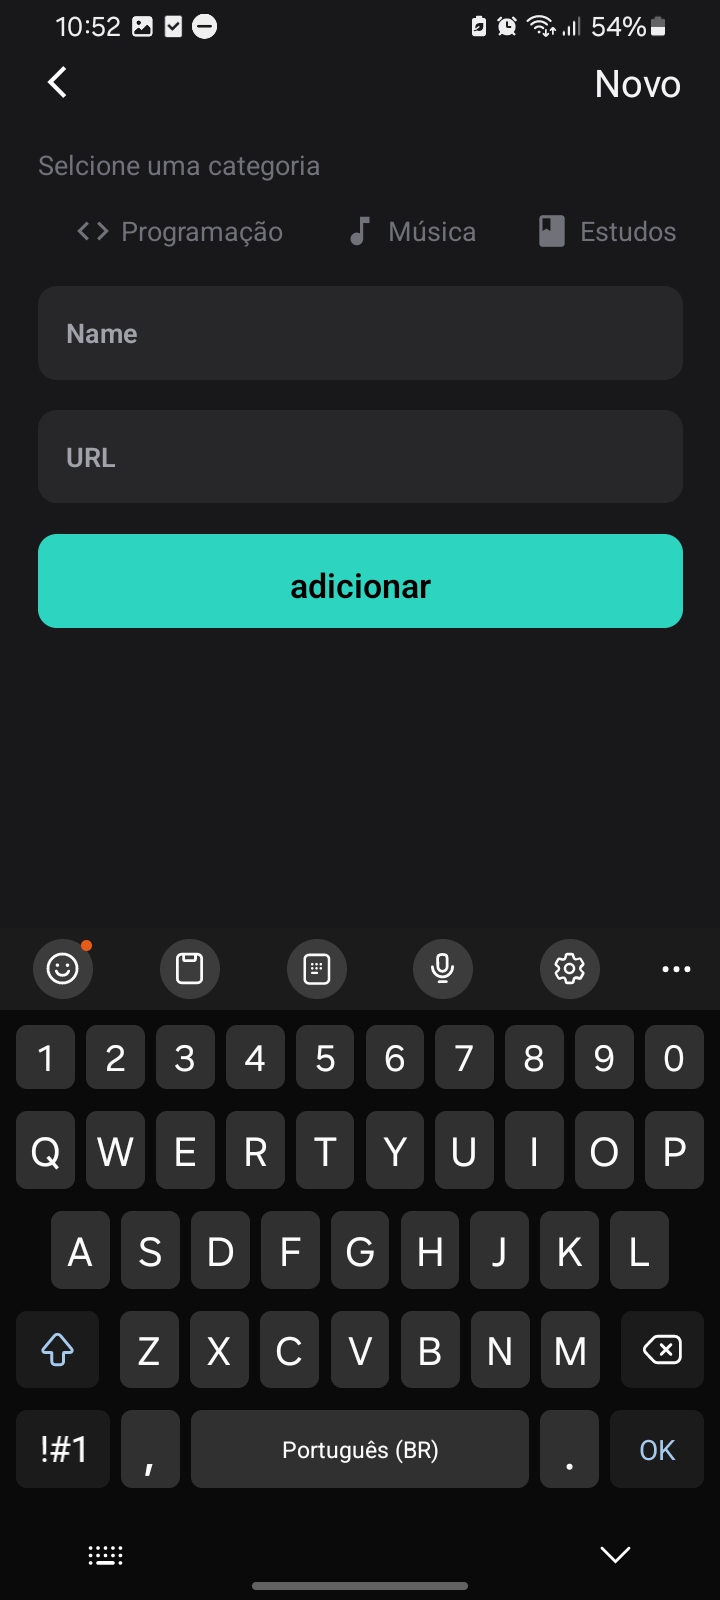 10:52 54%
Novo
Selcione uma categoria
Programação Música Estudos
Name
URL
adicionar
1 2 3 4 5 6 7 8 9 0
Q W E R T Y U I O P
A S D F G H J K L
Z X C V B N M
!#1 , Português (BR) . OK